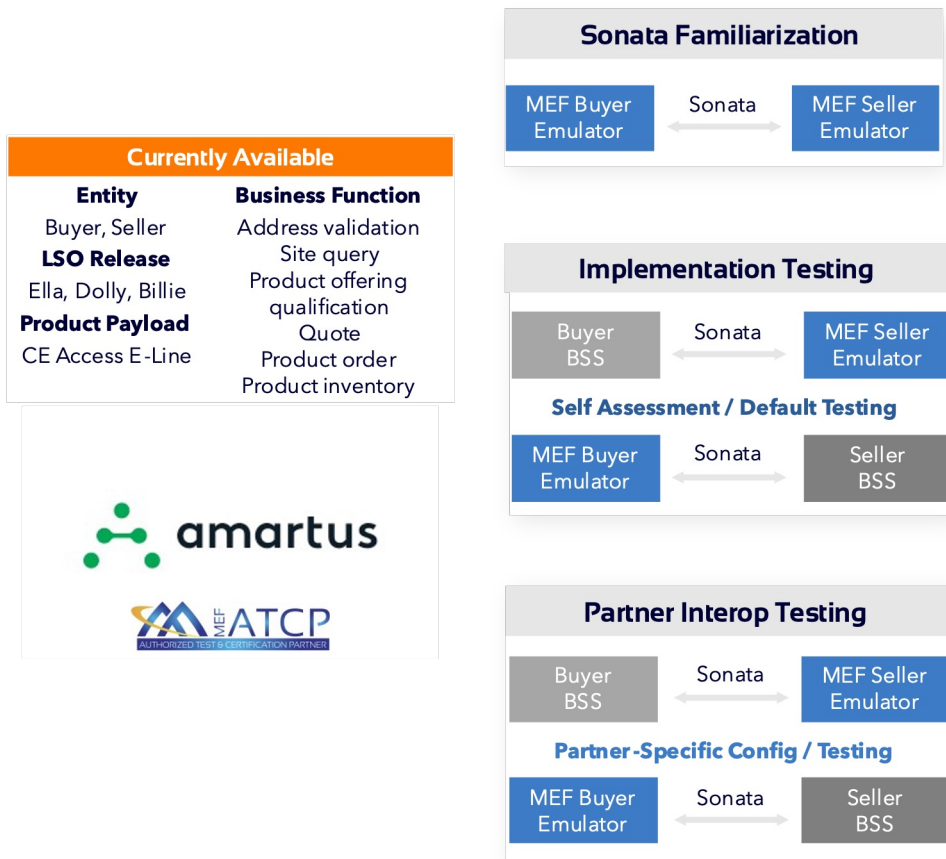 Sonata Familiarization
MEF Buyer
Emulator
Sonata
MEF Seller
Emulator
Currently Available
Entity
Buyer, Seller
LSO Release
Ella, Dolly, Billie
Product Payload
CE Access E-Line
Business Function
Address validation
Site query
Product offering
qualification
Quote
Product order
Product inventory
amartus
MEF ATCP
AUTHORIZED TEST & CERTIFICATION PARTNER
Implementation Testing
Buyer
BSS
Sonata
MEF Seller
Emulator
Self Assessment / Default Testing
MEF Buyer
Emulator
Sonata
Seller
BSS
Partner Interop Testing
Buyer
BSS
Sonata
MEF Seller
Emulator
Partner-Specific Config / Testing
MEF Buyer
Emulator
Sonata
Seller
BSS